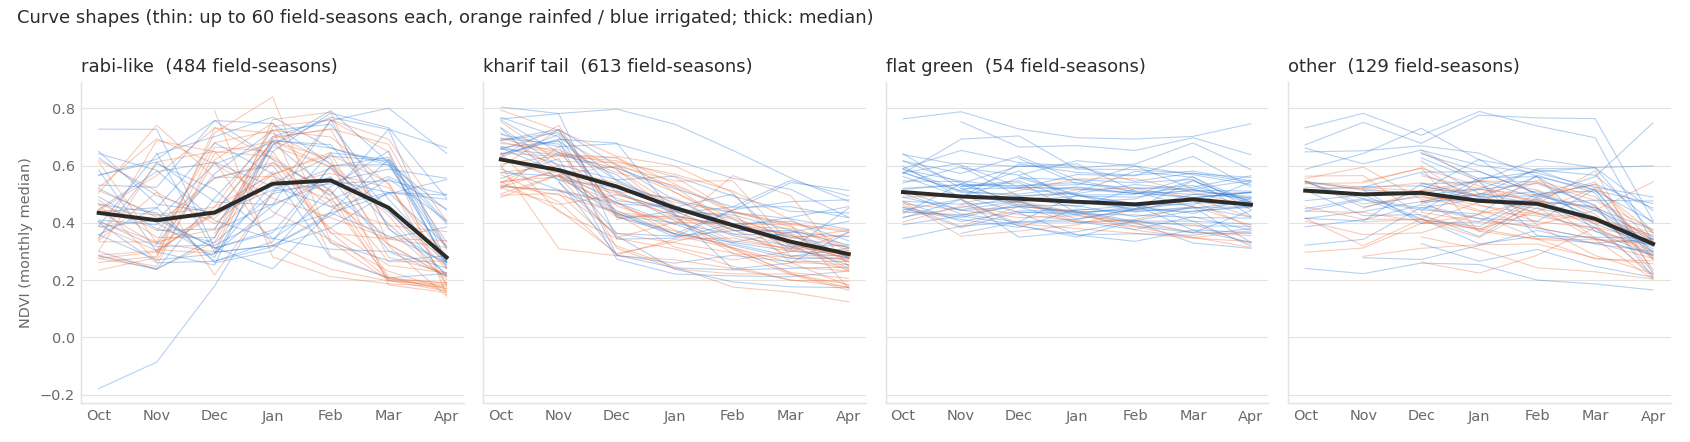 Curve shapes (thin: up to 60 field-seasons each, orange rainfed / blue irrigated; thick: median)
rabi-like  (484 field-seasons)
kharif tail  (613 field-seasons)
flat green  (54 field-seasons)
other  (129 field-seasons)
NDVI (monthly median)
0.8
0.6
0.4
0.2
0.0
−0.2
Oct Nov Dec Jan Feb Mar Apr
Oct Nov Dec Jan Feb Mar Apr
Oct Nov Dec Jan Feb Mar Apr
Oct Nov Dec Jan Feb Mar Apr